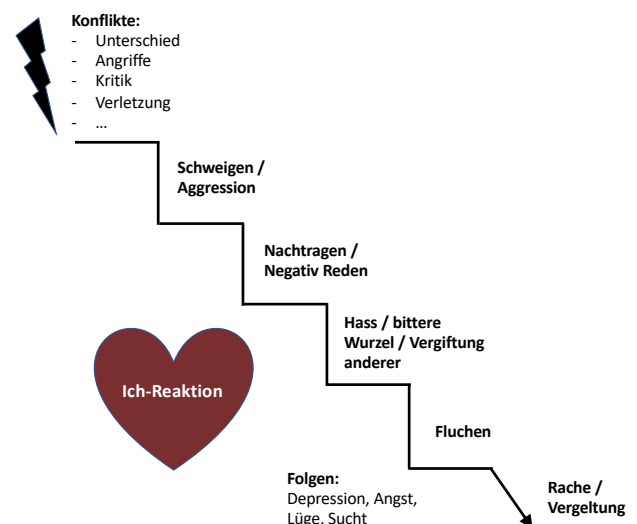 Konflikte:
- Unterschied
- Angriffe
- Kritik
- Verletzung
- ...
Schweigen /
Aggression
Nachtragen /
Negativ Reden
Hass / bittere
Wurzel / Vergiftung
anderer
Ich-Reaktion
Fluchen
Folgen:
Depression, Angst,
Lüge, Sucht
Rache /
Vergeltung